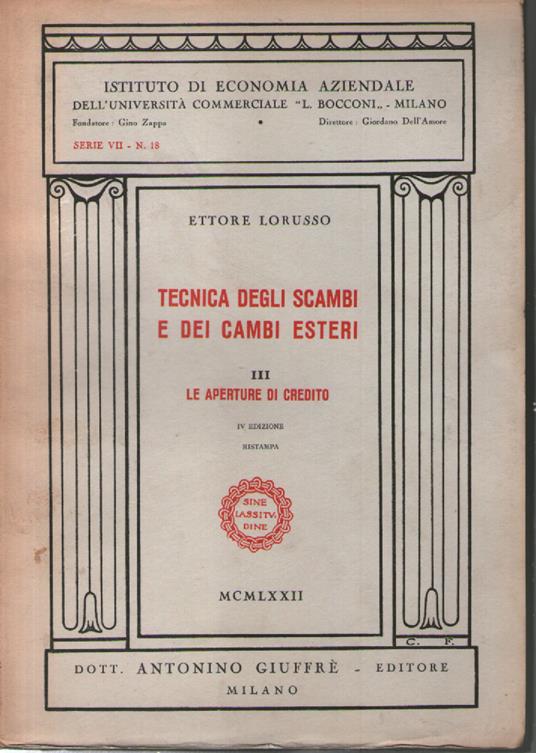 ISTITUTO DI ECONOMIA AZIENDALE
DELL'UNIVERSITÀ COMMERCIALE "L. BOCCONI„ - MILANO
Fondatore : Gino Zappa • Direttore : Giordano Dell'Amore
SERIE VII - N. 18
ETTORE LORUSSO
TECNICA DEGLI SCAMBI
E DEI CAMBI ESTERI
III
LE APERTURE DI CREDITO
IV EDIZIONE
RISTAMPA
SINE
LASSITV
DINE
MCMLXXII
C. F.
DOTT. ANTONINO GIUFFRÈ - EDITORE
MILANO